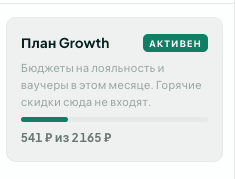 План Growth
АКТИВЕН
Бюджеты на лояльность и
ваучеры в этом месяце. Горячие
скидки сюда не входят.
541 ₽ из 2165 ₽